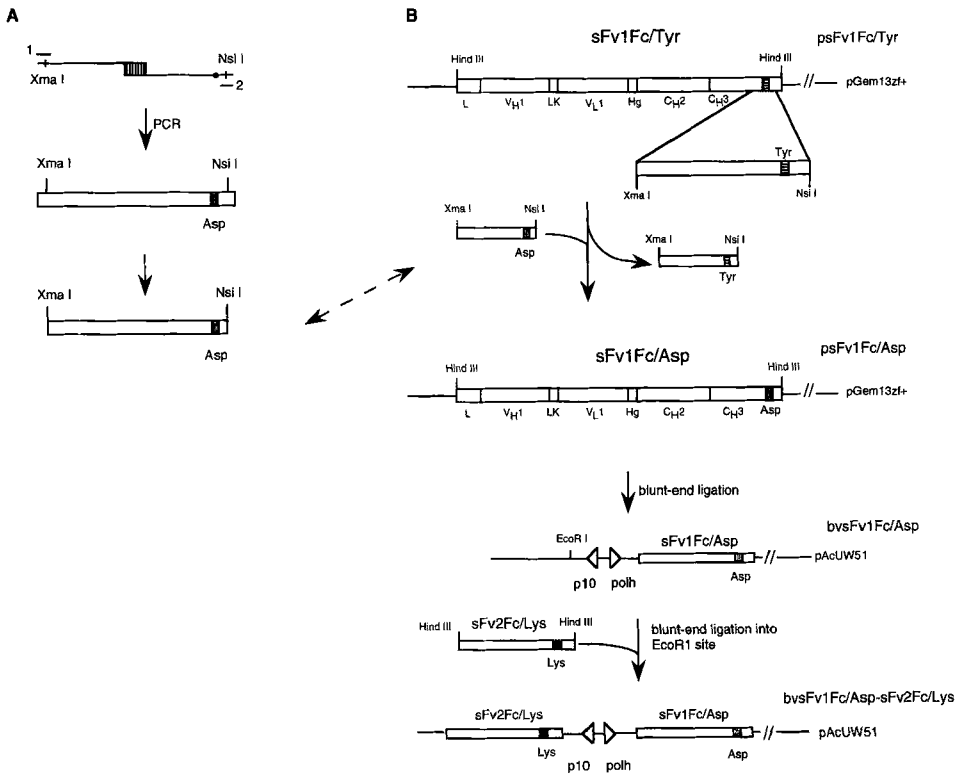 A
1
Xma I
Nsi I
2
PCR
Xma I
Nsi I
Asp
Xma I
Nsi I
Asp
B
sFv1Fc/Tyr
psFv1Fc/Tyr
Hind III
Hind III
pGem13zf+
L VH1 LK VL1 Hg CH2 CH3
Tyr
Xma I
Nsi I
Xma I
Nsi I
Asp
Xma I
Nsi I
Tyr
sFv1Fc/Asp
psFv1Fc/Asp
Hind III
Hind III
pGem13zf+
L VH1 LK VL1 Hg CH2 CH3 Asp
blunt-end ligation
bvsFv1Fc/Asp
EcoR I
sFv1Fc/Asp
pAcUW51
p10 polh
Asp
Hind III
sFv2Fc/Lys
Hind III
Lys
blunt-end ligation into
EcoR1 site
bvsFv1Fc/Asp-sFv2Fc/Lys
sFv2Fc/Lys
sFv1Fc/Asp
pAcUW51
Lys
p10 polh
Asp